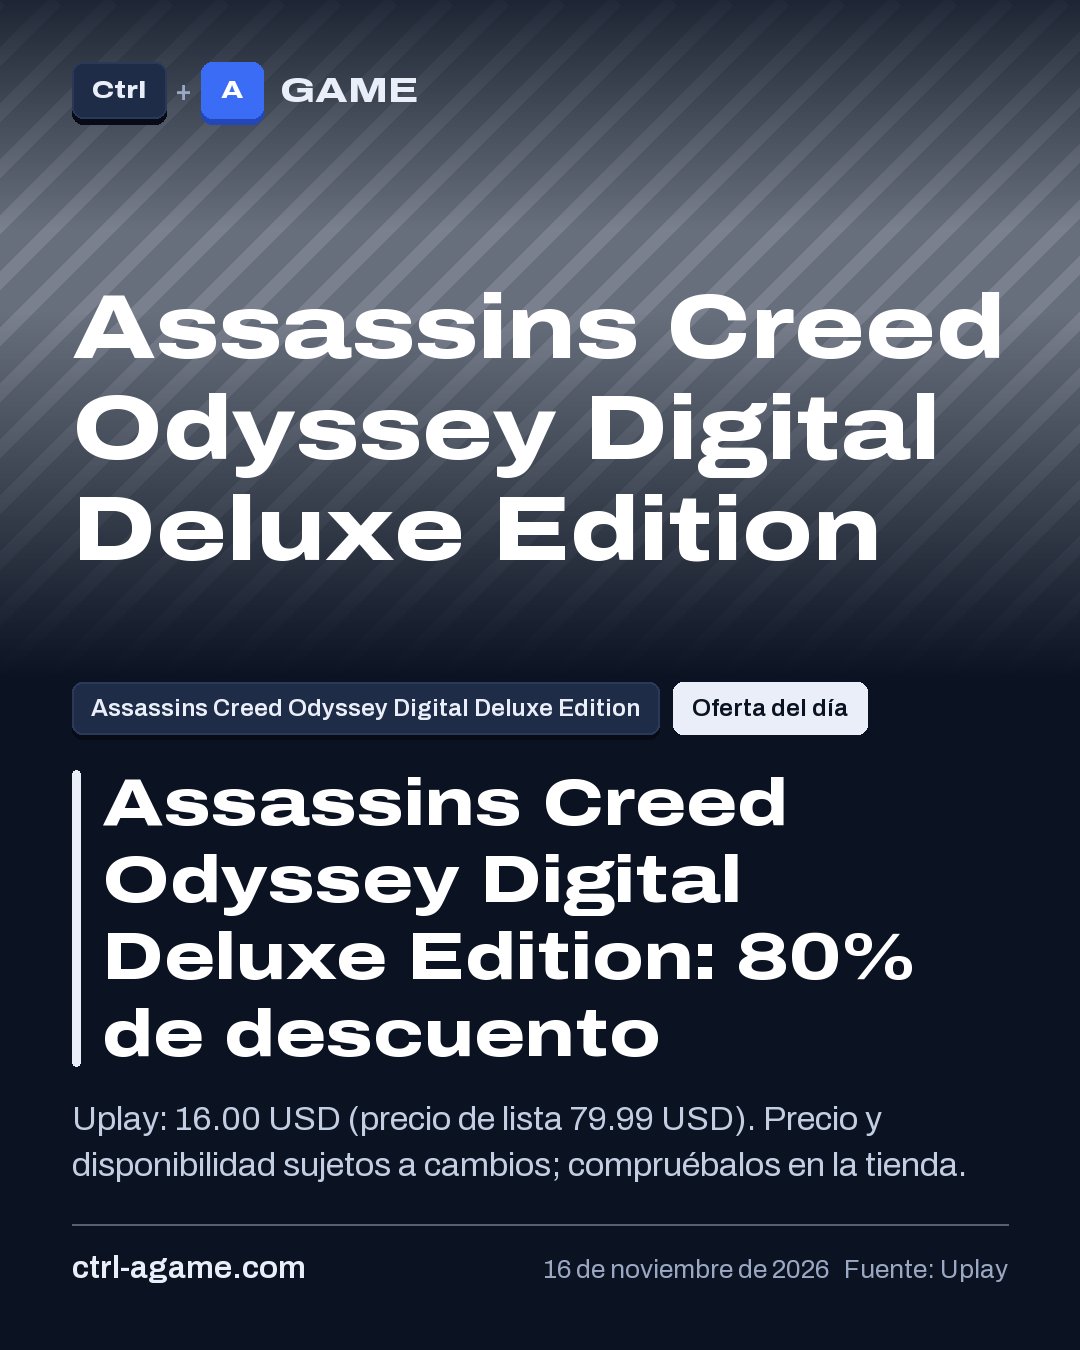 Ctrl + A GAME
Assassins Creed
Odyssey Digital
Deluxe Edition
Assassins Creed Odyssey Digital Deluxe Edition
Oferta del día
Assassins Creed
Odyssey Digital
Deluxe Edition: 80%
de descuento
Uplay: 16.00 USD (precio de lista 79.99 USD). Precio y
disponibilidad sujetos a cambios; compruébalos en la tienda.
ctrl-agame.com
16 de noviembre de 2026 Fuente: Uplay